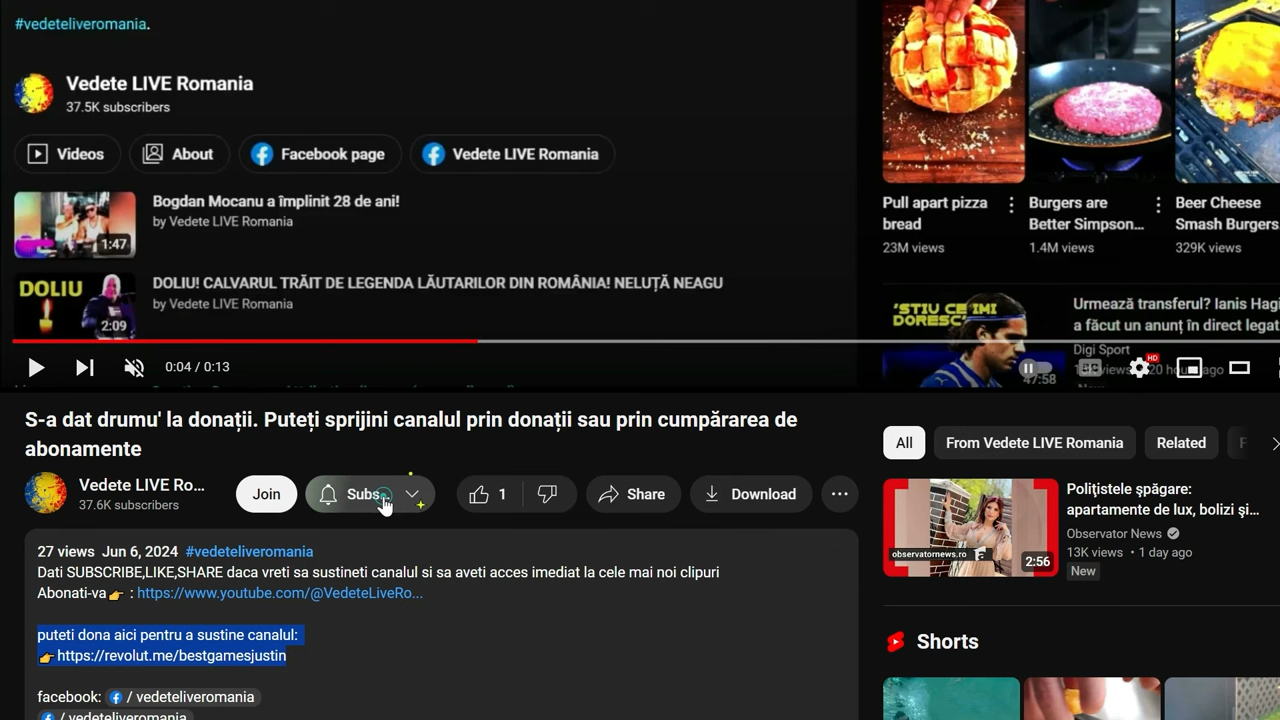 #vedeteliveromania.
Vedete LIVE Romania
37.5K subscribers
Videos
About
Facebook page
Vedete LIVE Romania
Bogdan Mocanu a împlinit 28 de ani!
by Vedete LIVE Romania
1:47
DOLIU! CALVARUL TRĂIT DE LEGENDA LĂUTARILOR DIN ROMÂNIA! NELUȚĂ NEAGU
by Vedete LIVE Romania
DOLIU
2:09
0:04 / 0:13
Pull apart pizza
bread
23M views
Burgers are
Better Simpson...
1.4M views
Beer Cheese
Smash Burgers
329K views
'ȘTIU CE ÎMI
DORESC'
47:58
Urmează transferul? Ianis Hagi
a făcut un anunț în direct legat
Digi Sport
20 hours ago
HD
S-a dat drumu' la donații. Puteți sprijini canalul prin donații sau prin cumpărarea de
abonamente
Vedete LIVE Ro...
37.6K subscribers
Join
Subs
1
Share
Download
27 views Jun 6, 2024 #vedeteliveromania
Dati SUBSCRIBE,LIKE,SHARE daca vreti sa sustineti canalul si sa aveti acces imediat la cele mai noi clipuri
Abonati-va👉 : https://www.youtube.com/@VedeteLiveRo...
puteti dona aici pentru a sustine canalul:
👉https://revolut.me/bestgamesjustin
facebook: / vedeteliveromania
/ vedeteliveromania
All
From Vedete LIVE Romania
Related
observatornews.ro
2:56
Polițistele șpăgare:
apartamente de lux, bolizi și...
Observator News
13K views • 1 day ago
New
Shorts